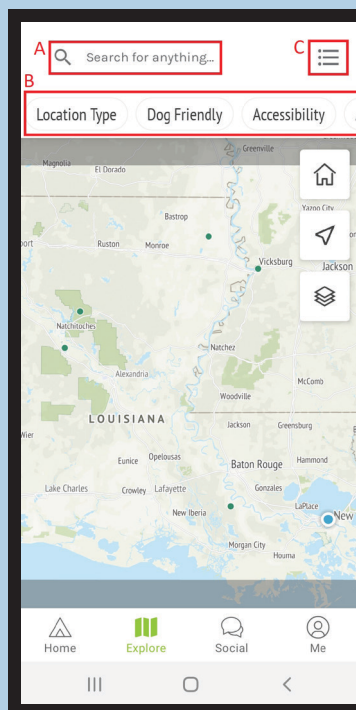 A
Search for anything...
C
B
Location Type
Dog Friendly
Accessibility
Greenville
Magnolia
El Dorado
Yazoo City
Bastrop
Ruston
Monroe
Vicksburg
Jackson
Natchitoches
Natchez
Alexandria
McComb
Woodville
LOUISIANA
Jackson
Greensburg
Eunice
Opelousas
Baton Rouge
Hammond
Lake Charles
Crowley
Lafayette
Gonzales
LaPlace
New Iberia
New
Morgan City
Houma
Home
Explore
Social
Me